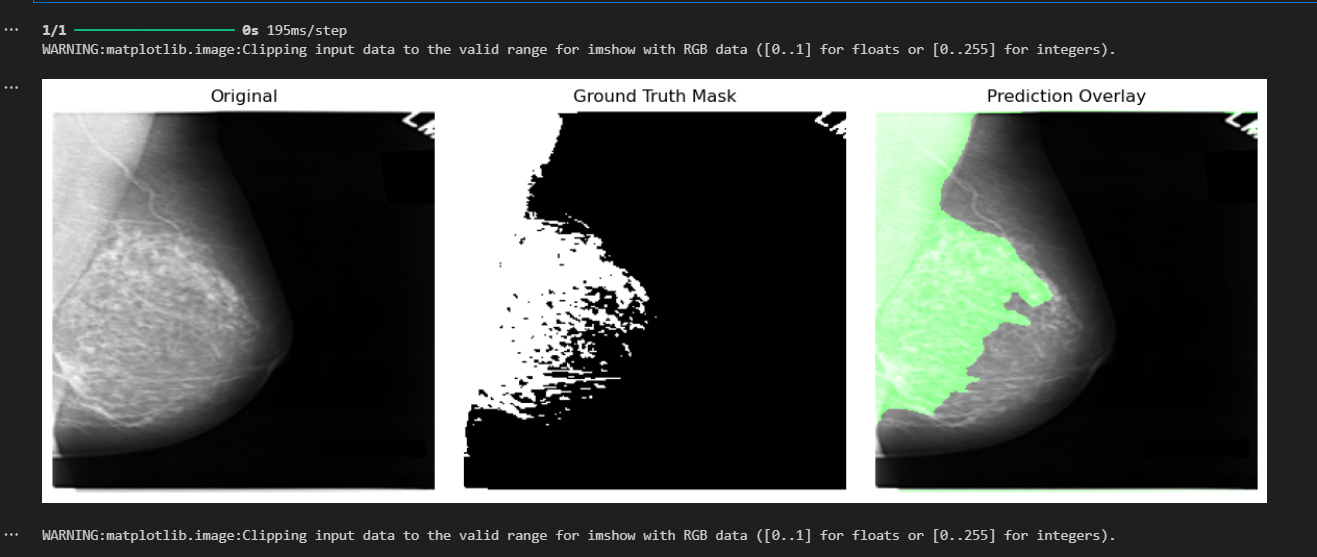 ... 1/1 ━━━━━━━━━━━━━━━━━━━━ 0s 195ms/step
WARNING:matplotlib.image:Clipping input data to the valid range for imshow with RGB data ([0..1] for floats or [0..255] for integers).
...
Original Ground Truth Mask Prediction Overlay
... WARNING:matplotlib.image:Clipping input data to the valid range for imshow with RGB data ([0..1] for floats or [0..255] for integers).